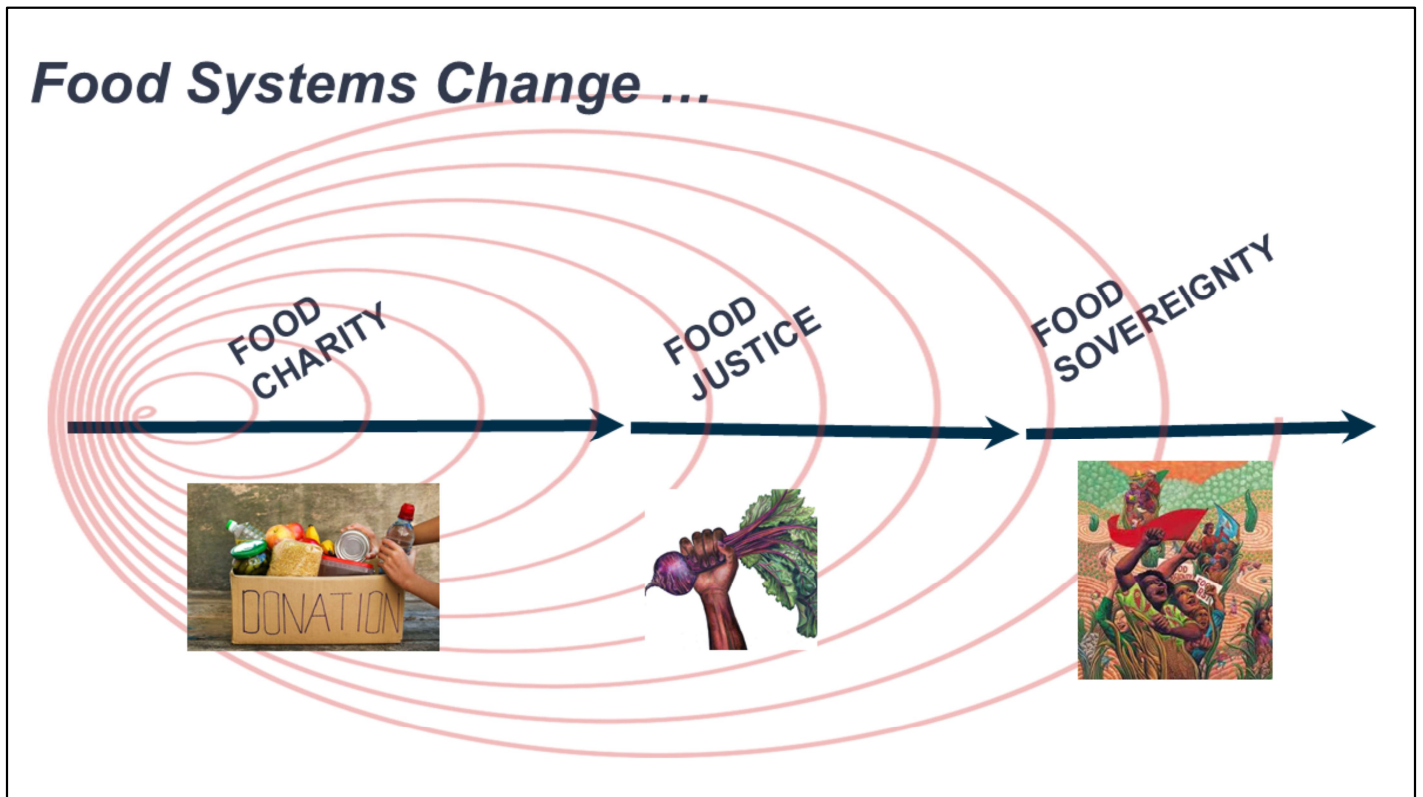 Food Systems Change ...
FOOD
CHARITY
FOOD
JUSTICE
FOOD
SOVEREIGNTY
DONATION